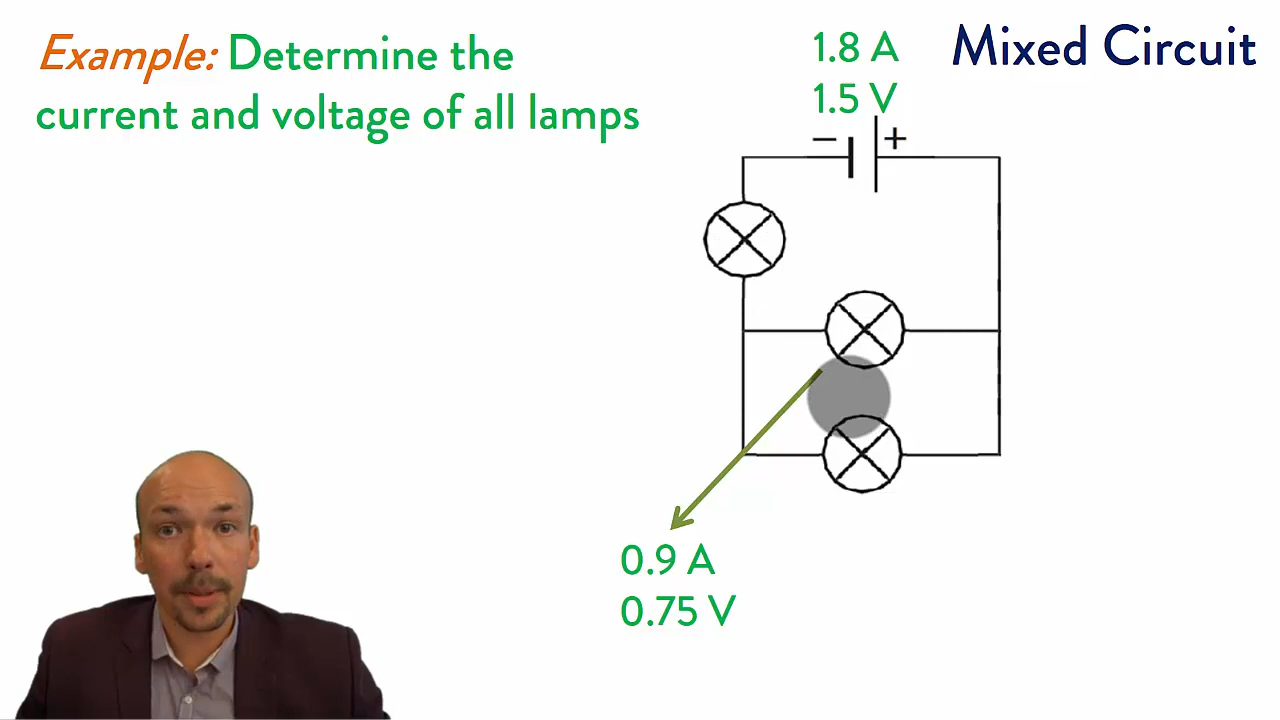 Example: Determine the
current and voltage of all lamps
1.8 A
1.5 V
Mixed Circuit
− +
0.9 A
0.75 V